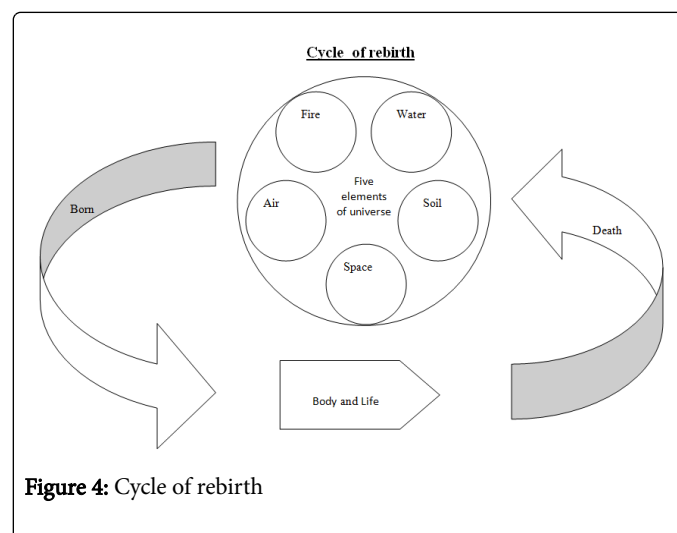 Cycle of rebirth
Fire
Water
Five
elements
of universe
Air
Soil
Space
Born
Death
Body and Life
Figure 4: Cycle of rebirth